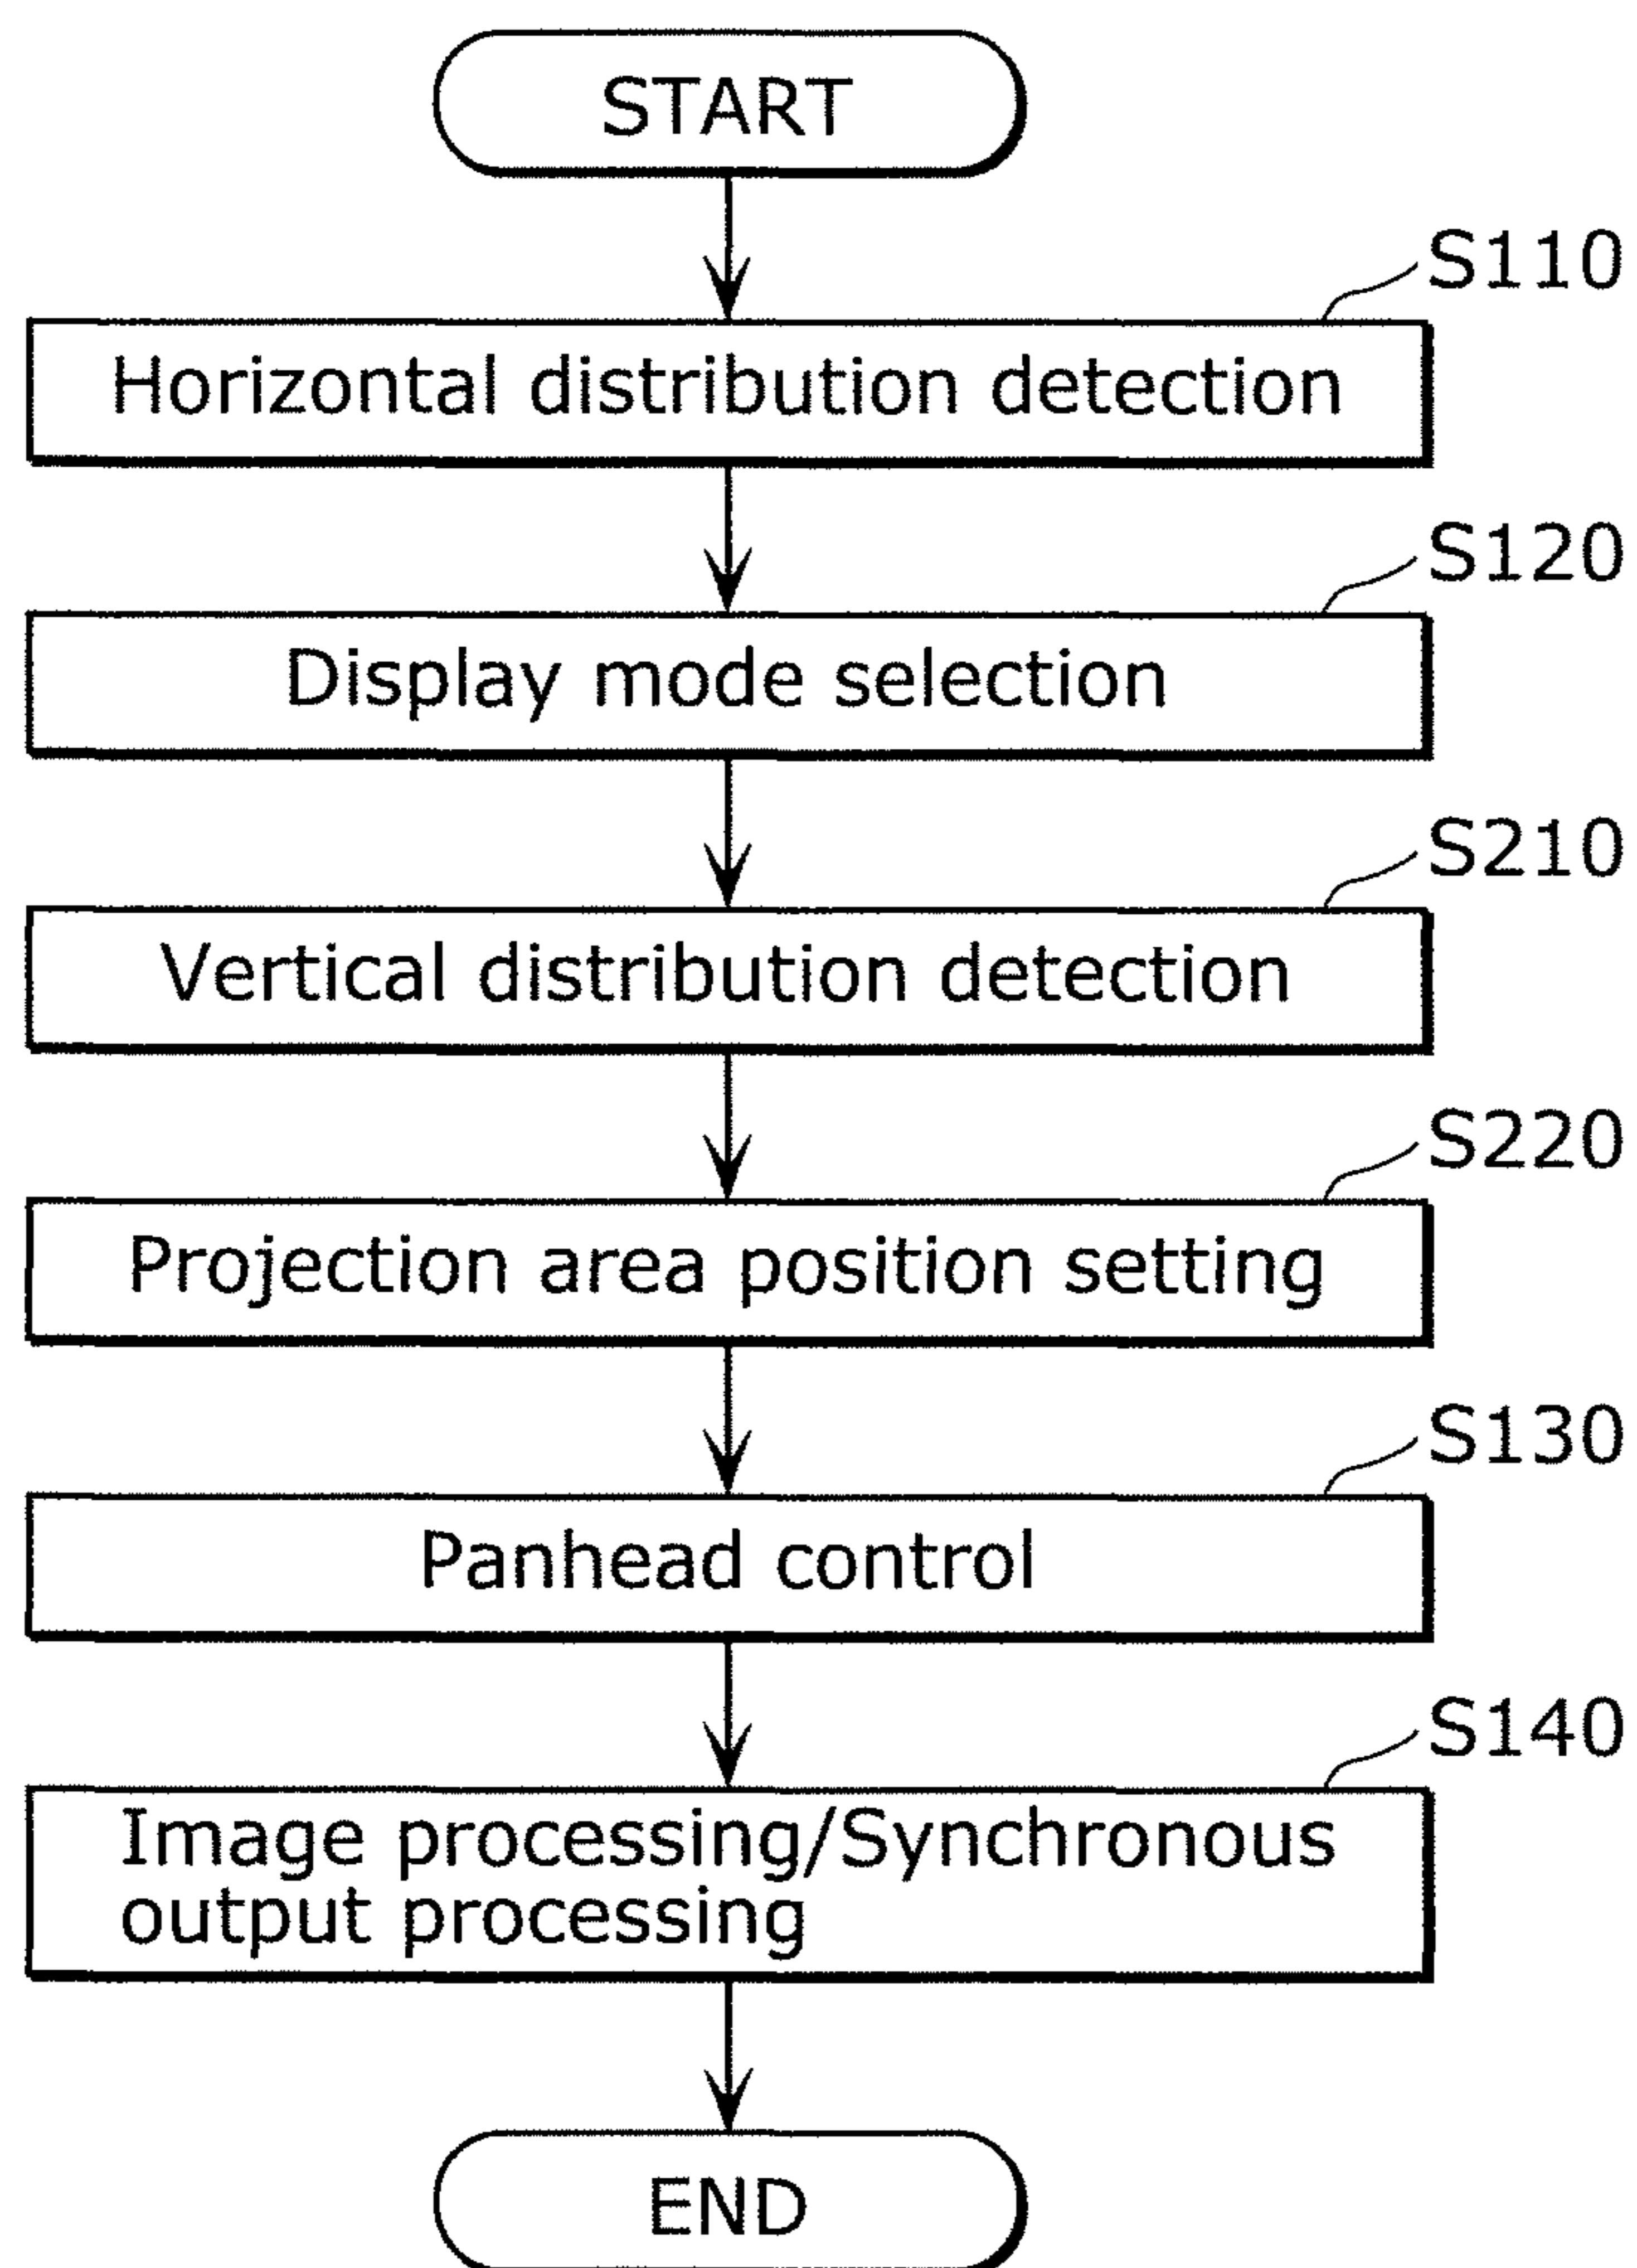 START
S110
Horizontal distribution detection
S120
Display mode selection
S210
Vertical distribution detection
S220
Projection area position setting
S130
Panhead control
S140
Image processing/Synchronous
output processing
END